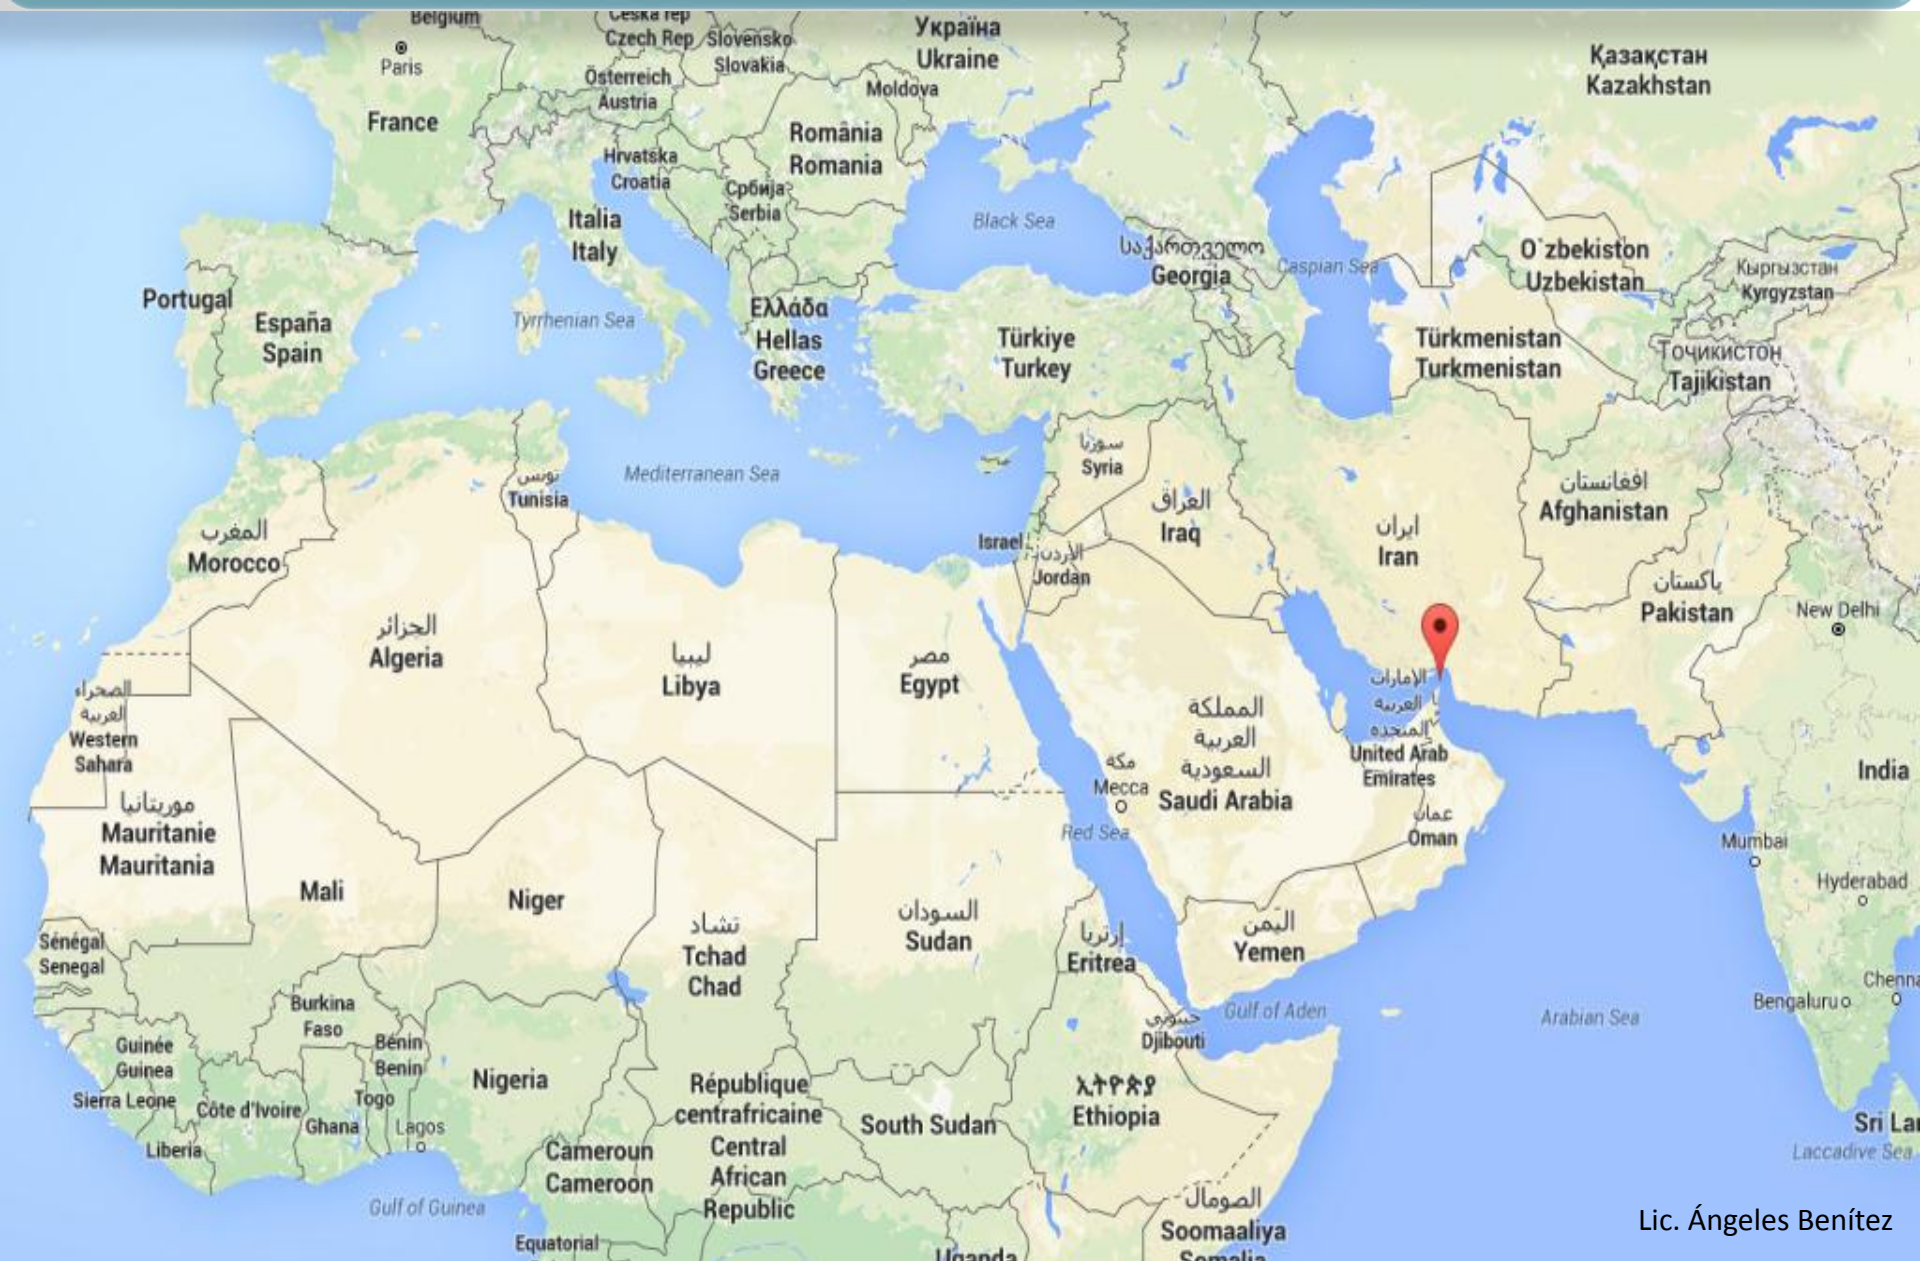 Belgium
Česká rep
Czech Rep
Slovensko
Slovakia
Україна
Ukraine
Қазақстан
Kazakhstan
Paris
Österreich
Austria
Moldova
France
România
Romania
Hrvatska
Croatia
Србија
Serbia
Italia
Italy
Black Sea
საქართველო
Georgia
Caspian Sea
O`zbekiston
Uzbekistan
Кыргызстан
Kyrgyzstan
Portugal
España
Spain
Tyrrhenian Sea
Ελλάδα
Hellas
Greece
Türkiye
Turkey
Türkmenistan
Turkmenistan
Тоҷикистон
Tajikistan
Mediterranean Sea
تونس
Tunisia
سوريا
Syria
العراق
Iraq
ایران
Iran
افغانستان
Afghanistan
المغرب
Morocco
Israel
الأردن
Jordan
پاکستان
Pakistan
New Delhi
الجزائر
Algeria
ليبيا
Libya
مصر
Egypt
الصحراء
الغربية
Western
Sahara
المملكة
العربية
السعودية
Saudi Arabia
الإمارات
العربية
المتحدة
United Arab
Emirates
مكة
Mecca
India
موريتانيا
Mauritanie
Mauritania
Red Sea
عمان
Oman
Mumbai
Mali
Niger
Hyderabad
تشاد
Tchad
Chad
السودان
Sudan
إرتريا
Eritrea
اليمن
Yemen
Sénégal
Senegal
Burkina
Faso
Gulf of Aden
Arabian Sea
Bengaluru
Chenna
Guinée
Guinea
Bénin
Benin
Nigeria
جيبوتي
Djibouti
Sierra Leone
Côte d'Ivoire
Togo
Ghana
Lagos
Liberia
République
centrafricaine
Central
African
Republic
South Sudan
ኢትዮጵያ
Ethiopia
Sri Lan
Laccadive Sea
Cameroun
Cameroon
Gulf of Guinea
Equatorial
Uganda
الصومال
Soomaaliya
Somalia
Lic. Ángeles Benítez